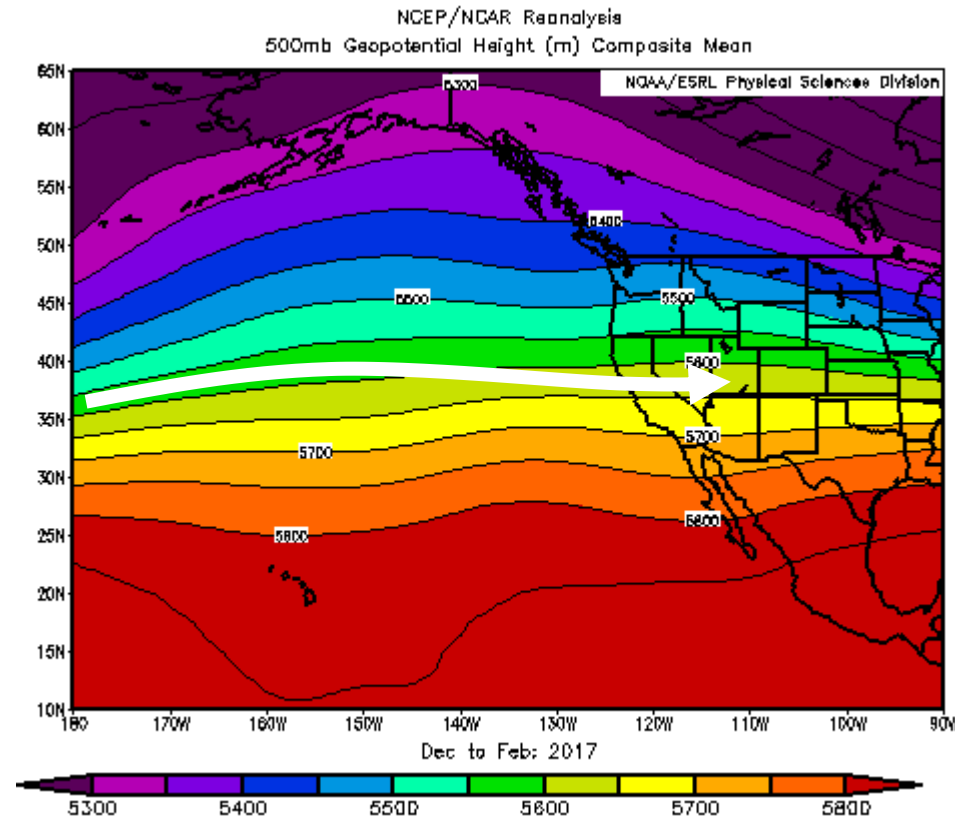 NCEP/NCAR Reanalysis
500mb Geopotential Height (m) Composite Mean
NOAA/ESRL Physical Sciences Division
65N
60N
55N
50N
45N
40N
35N
30N
25N
20N
15N
10N
5300
5400
5500
5500
5600
5700
5700
5800
5800
180 170W 160W 150W 140W 130W 120W 110W 100W 90W
Dec to Feb: 2017
5300 5400 5500 5600 5700 5800